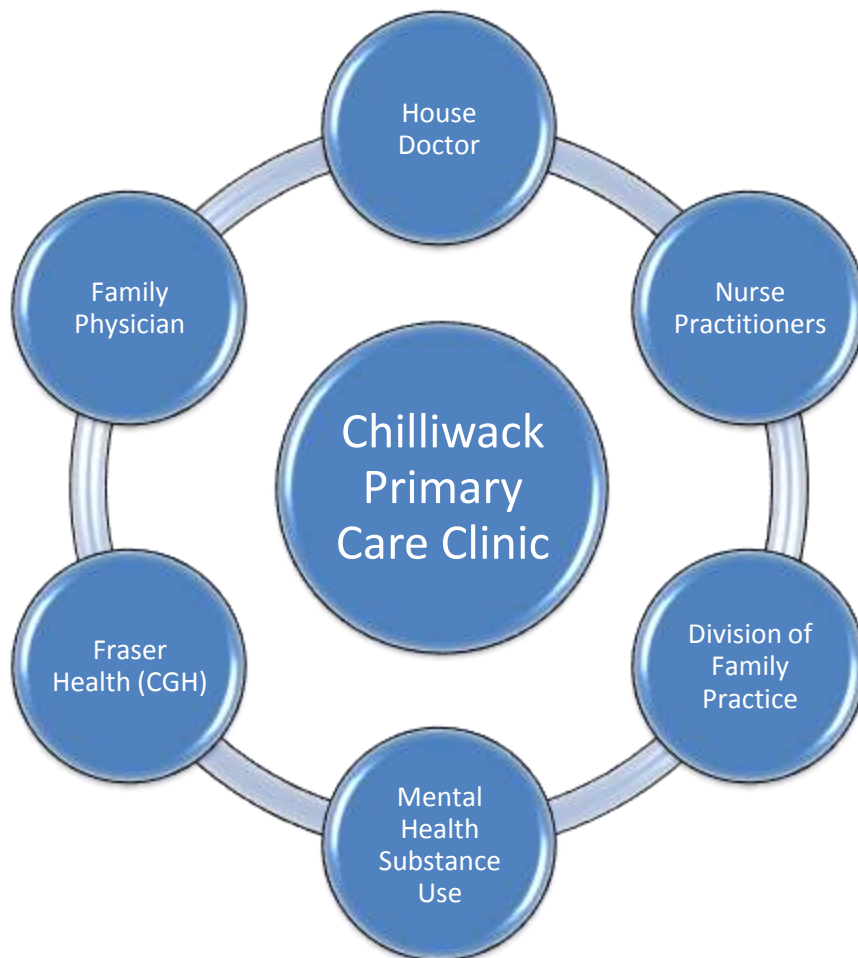 House
Doctor
Family
Physician
Nurse
Practitioners
Chilliwack
Primary
Care Clinic
Fraser
Health (CGH)
Division of
Family
Practice
Mental
Health
Substance
Use